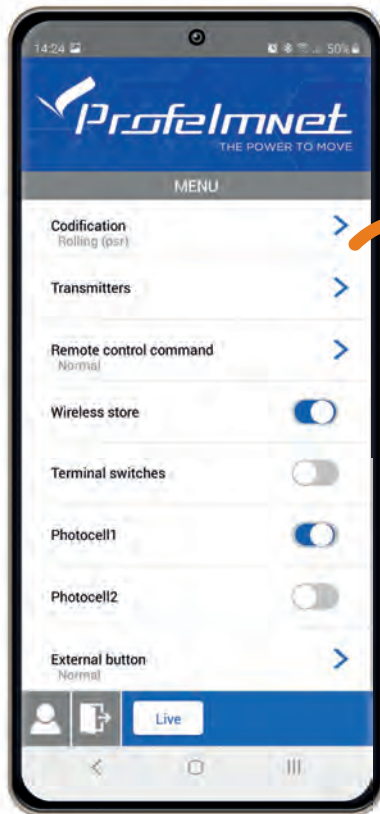 14:24
50%
Profelmnet
THE POWER TO MOVE
MENU
Codification
Rolling (psr)
Transmitters
Remote control command
Normal
Wireless store
Terminal switches
Photocell1
Photocell2
External button
Normal
Live